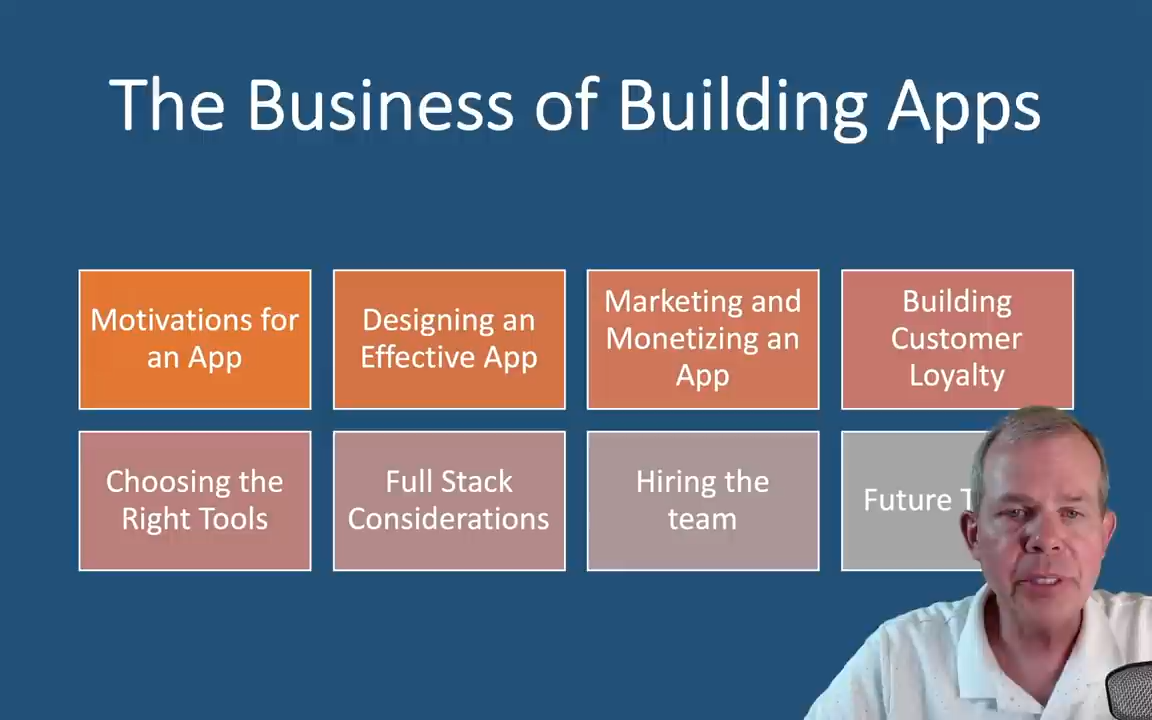 The Business of Building Apps
Motivations for
an App
Designing an
Effective App
Marketing and
Monetizing an
App
Building
Customer
Loyalty
Choosing the
Right Tools
Full Stack
Considerations
Hiring the
team
Future